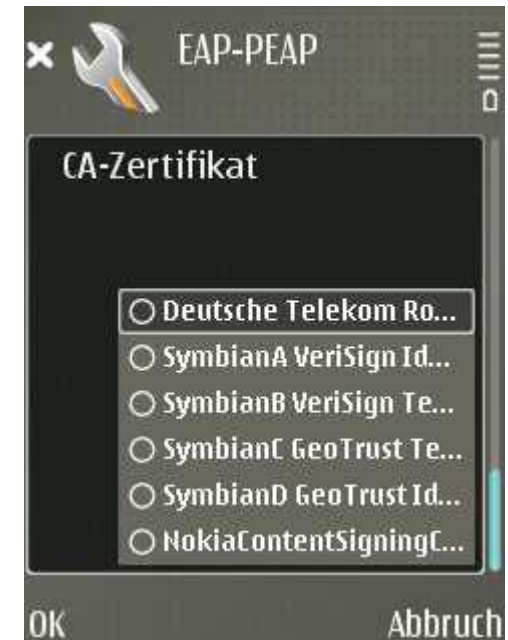 EAP-PEAP
CA-Zertifikat
Deutsche Telekom Ro...
SymbianA VeriSign Id...
SymbianB VeriSign Te...
SymbianC GeoTrust Te...
SymbianD GeoTrust Id...
NokiaContentSigningC...
OK Abbruch